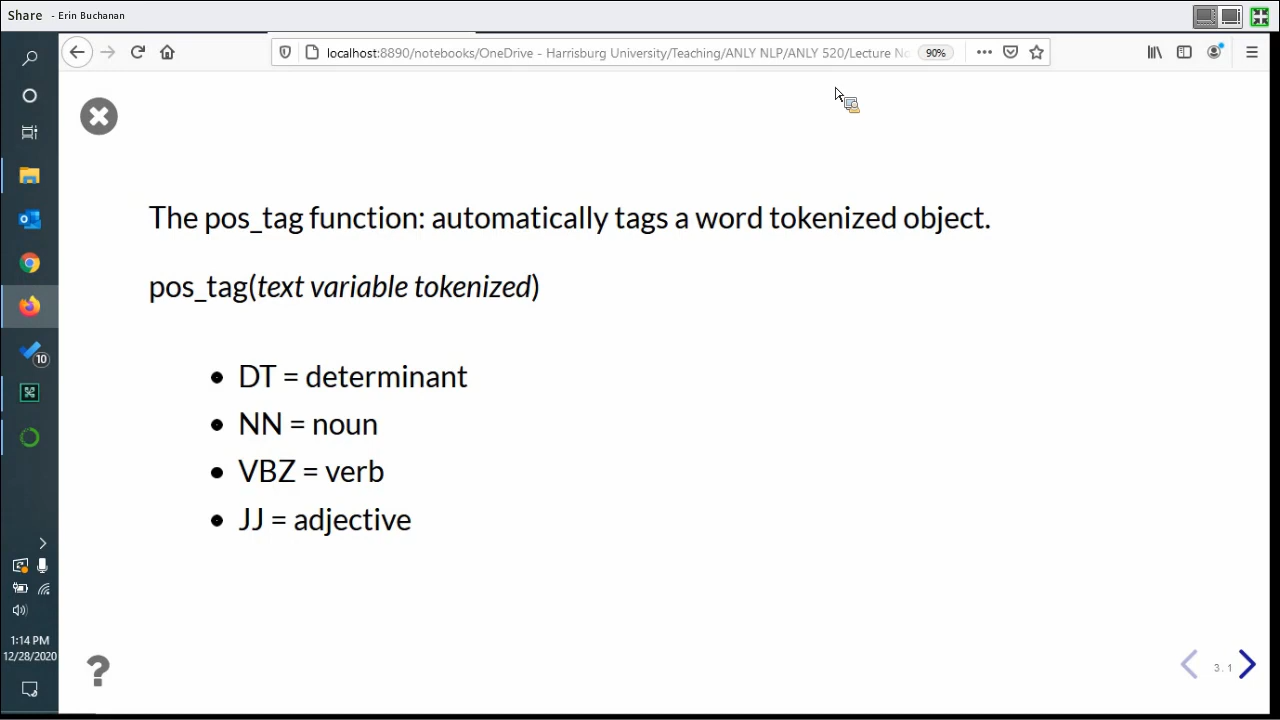 Share - Erin Buchanan
localhost:8890/notebooks/OneDrive - Harrisburg University/Teaching/ANLY NLP/ANLY 520/Lecture No
90%
The pos_tag function: automatically tags a word tokenized object.
pos_tag(text variable tokenized)
DT = determinant
NN = noun
VBZ = verb
JJ = adjective
10
1:14 PM
12/28/2020
?
3.1